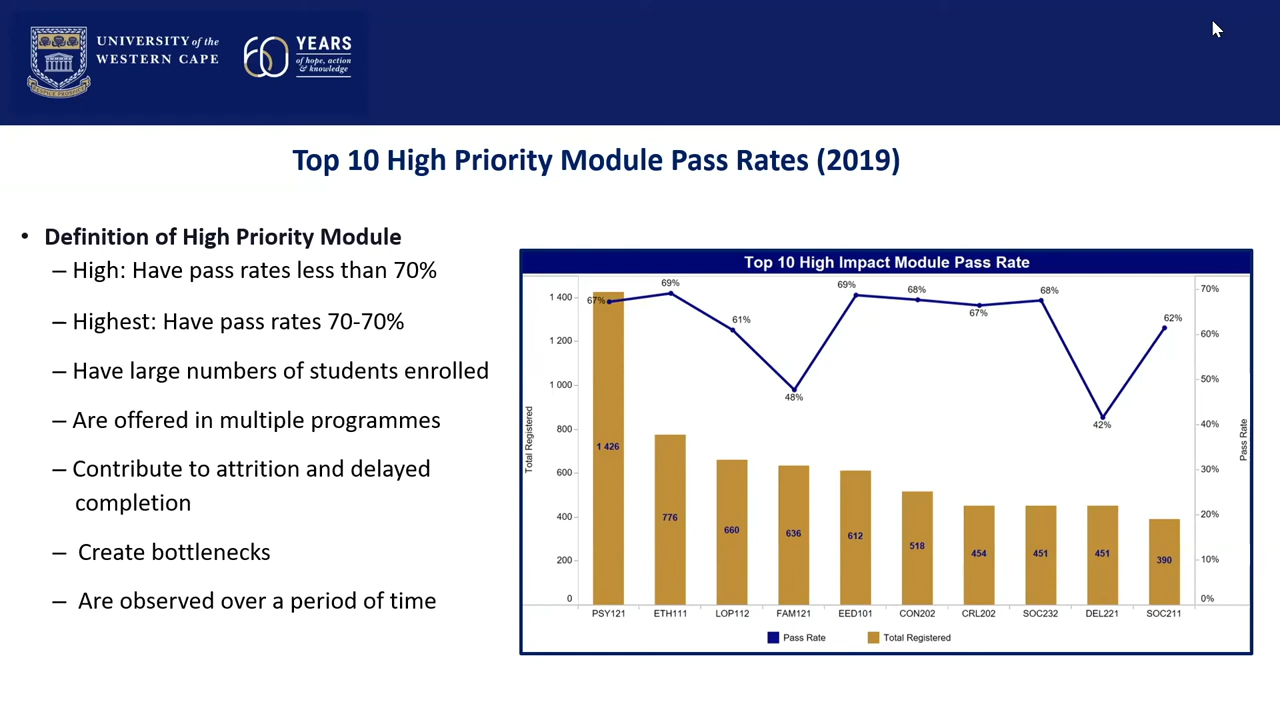 UNIVERSITY of the
WESTERN CAPE
60 YEARS
of hope, action
& knowledge
Top 10 High Priority Module Pass Rates (2019)
• Definition of High Priority Module
– High: Have pass rates less than 70%
– Highest: Have pass rates 70-70%
– Have large numbers of students enrolled
– Are offered in multiple programmes
– Contribute to attrition and delayed
completion
– Create bottlenecks
– Are observed over a period of time
Top 10 High Impact Module Pass Rate
Total Registered
1 400
1 200
1 000
800
600
400
200
0
67%
69%
61%
48%
69%
68%
67%
68%
42%
62%
1 426
776
660
636
612
518
454
451
451
390
70%
60%
50%
40%
30%
20%
10%
0%
Pass Rate
PSY121 ETH111 LOP112 FAM121 EED101 CON202 CRL202 SOC232 DEL221 SOC211
Pass Rate Total Registered